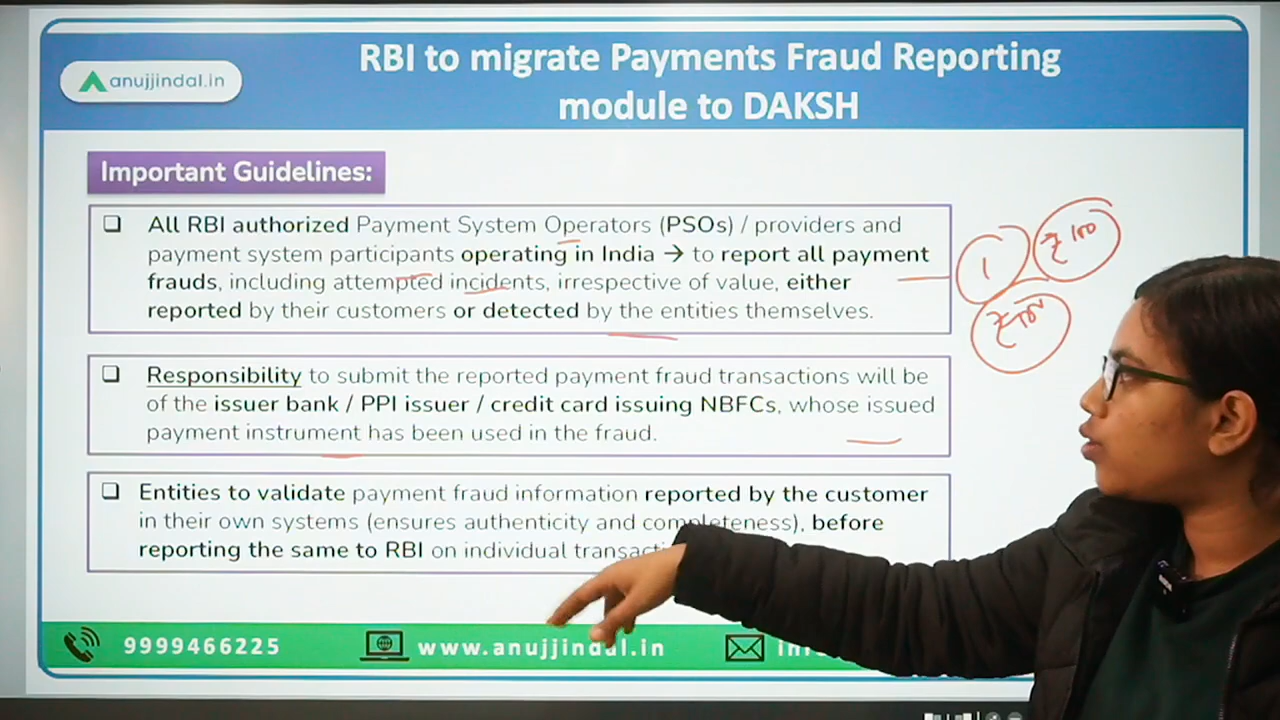 RBI to migrate Payments Fraud Reporting
module to DAKSH
anujjindal.in
Important Guidelines:
❑ All RBI authorized Payment System Operators (PSOs) / providers and
payment system participants operating in India → to report all payment
frauds, including attempted incidents, irrespective of value, either
reported by their customers or detected by the entities themselves.
1
₹100
❑ Responsibility to submit the reported payment fraud transactions will be
of the issuer bank / PPI issuer / credit card issuing NBFCs, whose issued
payment instrument has been used in the fraud.
❑ Entities to validate payment fraud information reported by the customer
in their own systems (ensures authenticity and completeness), before
reporting the same to RBI on individual
9999466225
www.anujjindal.in